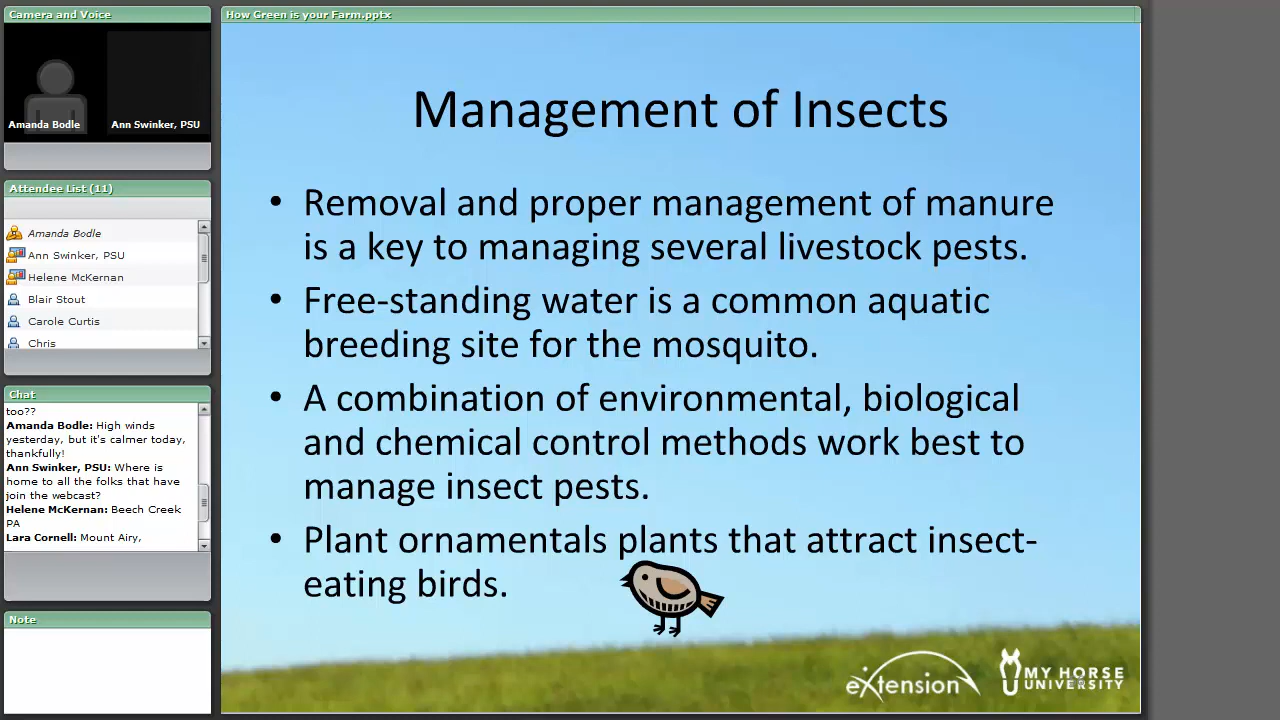 Camera and Voice
Amanda Bodle
Ann Swinker, PSU
Attendee List (11)
Amanda Bodle
Ann Swinker, PSU
Helene McKernan
Blair Stout
Carole Curtis
Chris
Chat
too??
Amanda Bodle: High winds
yesterday, but it's calmer today,
thankfully!
Ann Swinker, PSU: Where is
home to all the folks that have
join the webcast?
Helene McKernan: Beech Creek
PA
Lara Cornell: Mount Airy,
Note
How Green is your Farm.pptx
Management of Insects
• Removal and proper management of manure
is a key to managing several livestock pests.
• Free-standing water is a common aquatic
breeding site for the mosquito.
• A combination of environmental, biological
and chemical control methods work best to
manage insect pests.
• Plant ornamentals plants that attract insect-
eating birds.
eXtension
MY HORSE
UNIVERSITY